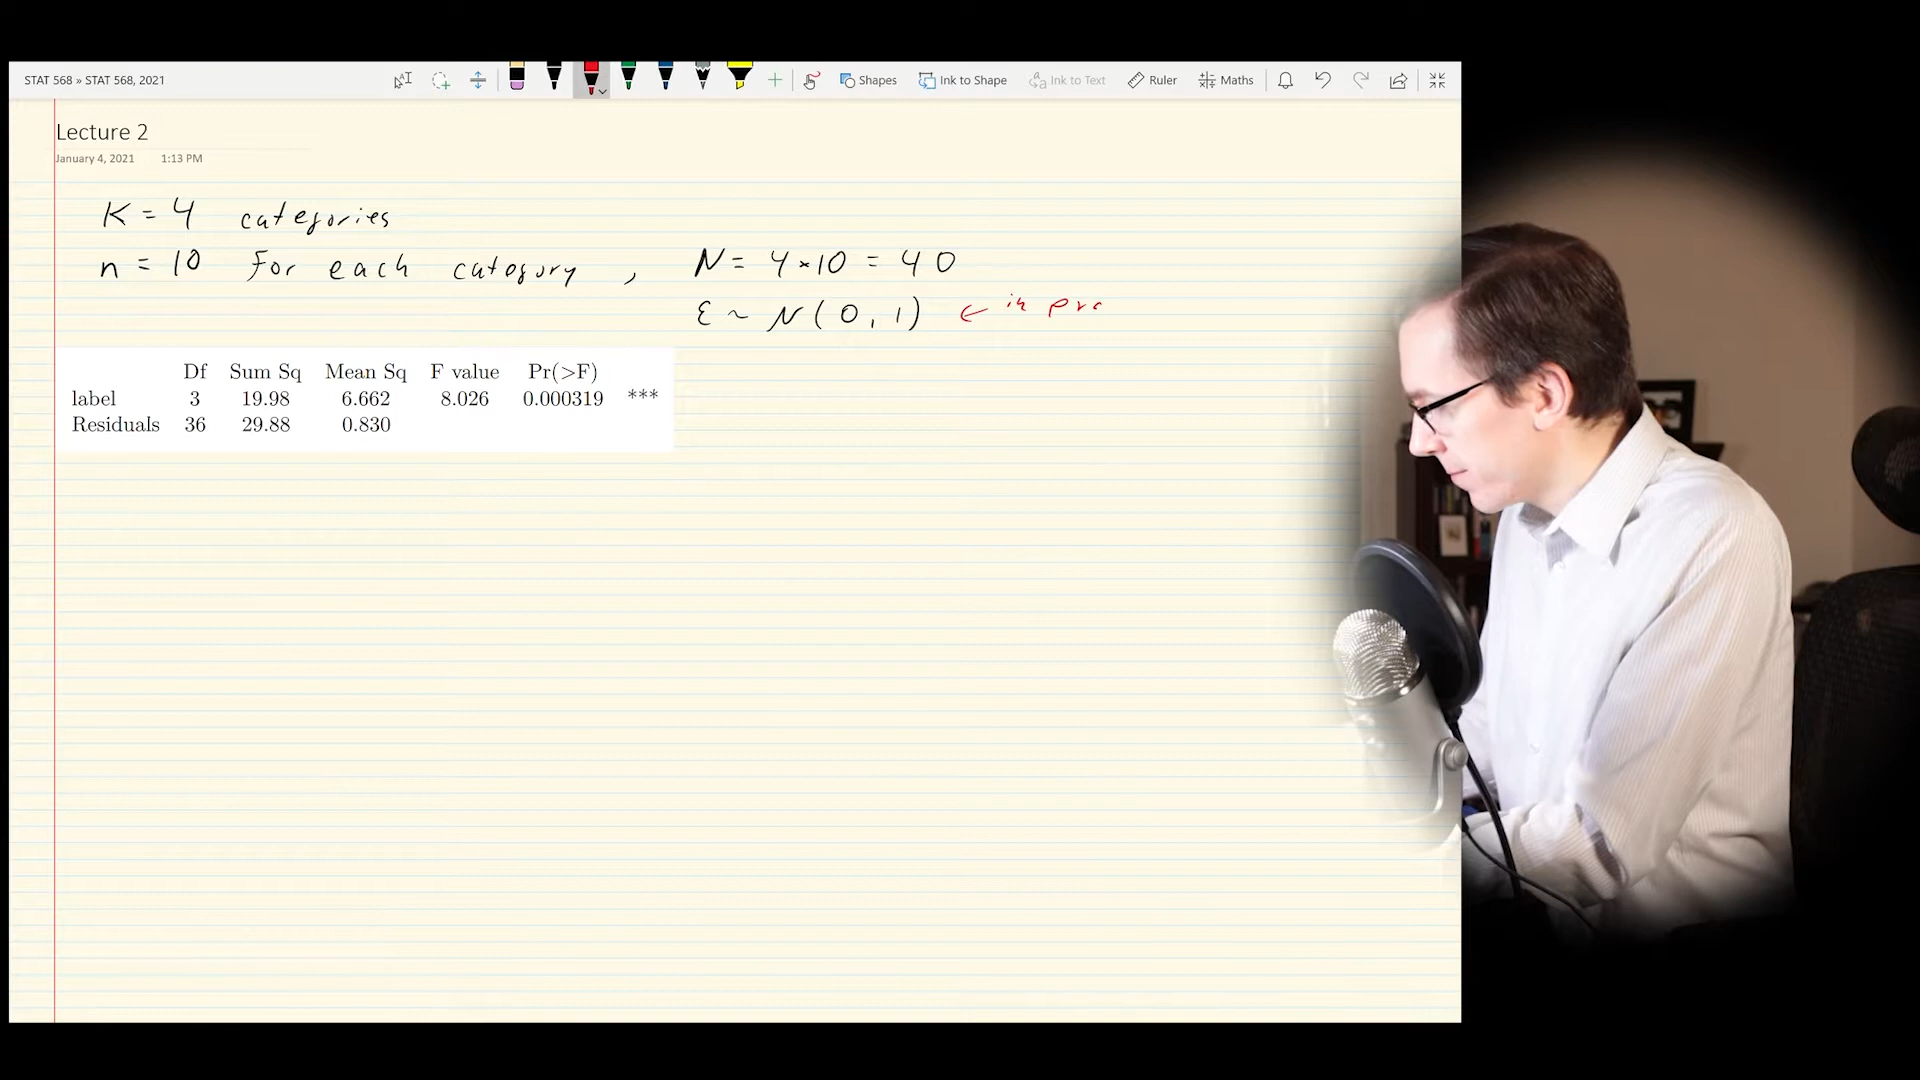 STAT 568 » STAT 568, 2021
Shapes Ink to Shape Ink to Text Ruler Maths
Lecture 2
January 4, 2021 1:13 PM
K = 4 categories
n = 10 for each category , N = 4 × 10 = 40
ε ~ N(0, 1) ← in pra
Df Sum Sq Mean Sq F value Pr(>F)
label 3 19.98 6.662 8.026 0.000319 ***
Residuals 36 29.88 0.830